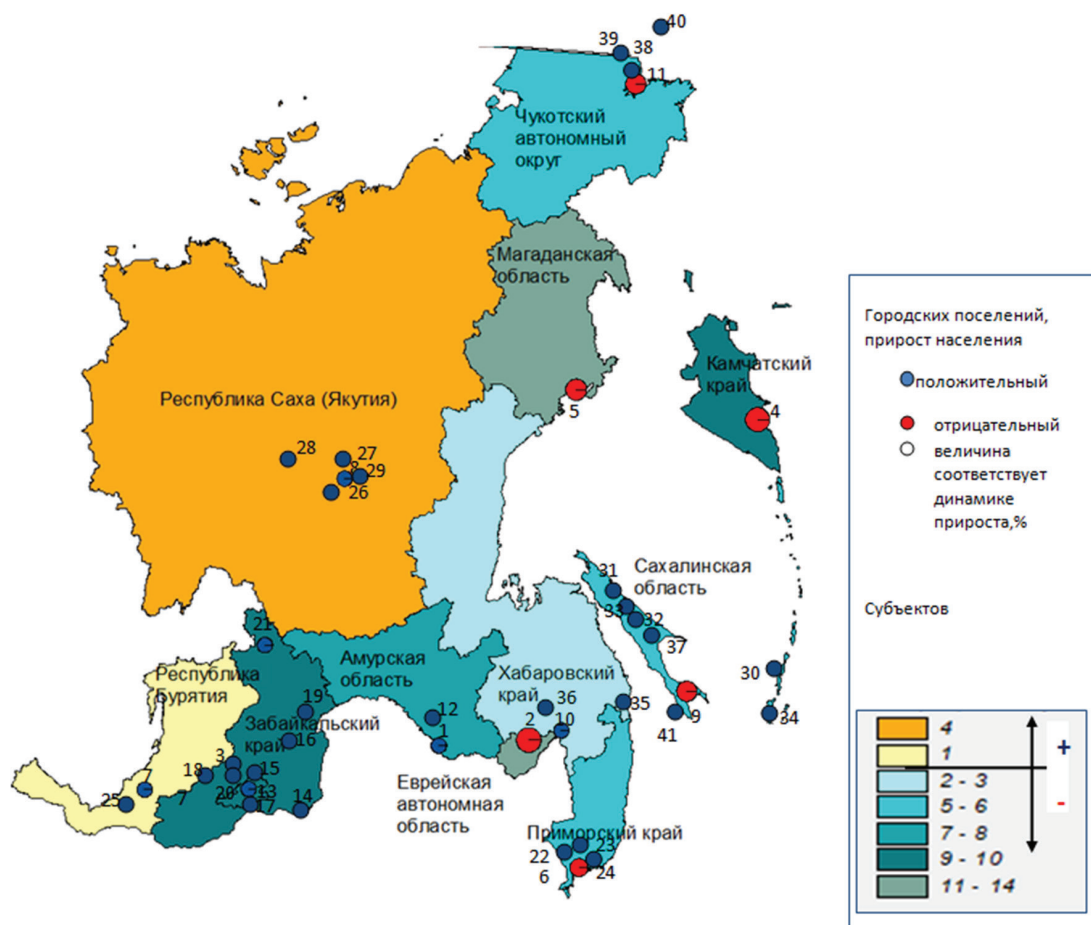 40
39 38
11
Чукотский
автономный
округ
Магаданская
область
5
Камчатский
край
4
Республика Саха (Якутия)
28
27
8
29
26
Сахалинская
область
31
33
32
37
30
34
9
41
35
21
Республика
Бурятия
Амурская
область
Хабаровский
край
36
2
10
12
1
19
Забайкальский
край
16
3
18
15
20
13
17
14
7
7
25
Еврейская
автономная
область
Приморский край
22
23
6
24
Городских поселений,
прирост населения
положительный
отрицательный
величина
соответствует
динамике
прироста,%
Субъектов
4
1
2 - 3
5 - 6
7 - 8
9 - 10
11 - 14
+
-